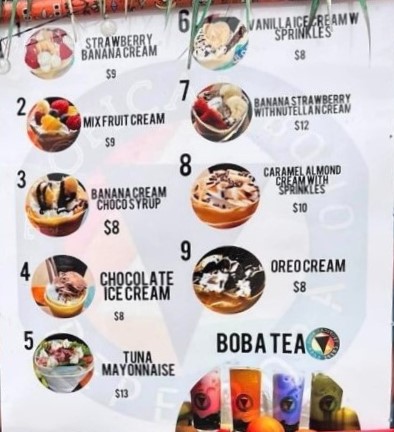 STRAWBERRY
BANANA CREAM
$9
2
MIX FRUIT CREAM
$9
3
BANANA CREAM
CHOCO SYRUP
$8
4
CHOCOLATE
ICE CREAM
$8
5
TUNA
MAYONNAISE
$13
6
VANILLA ICE CREAM W
SPRINKLES
$8
7
BANANA STRAWBERRY
WITH NUTELLA N CREAM
$12
8
CARAMEL ALMOND
CREAM WITH
SPRINKLES
$10
9
OREO CREAM
$8
BOBA TEA